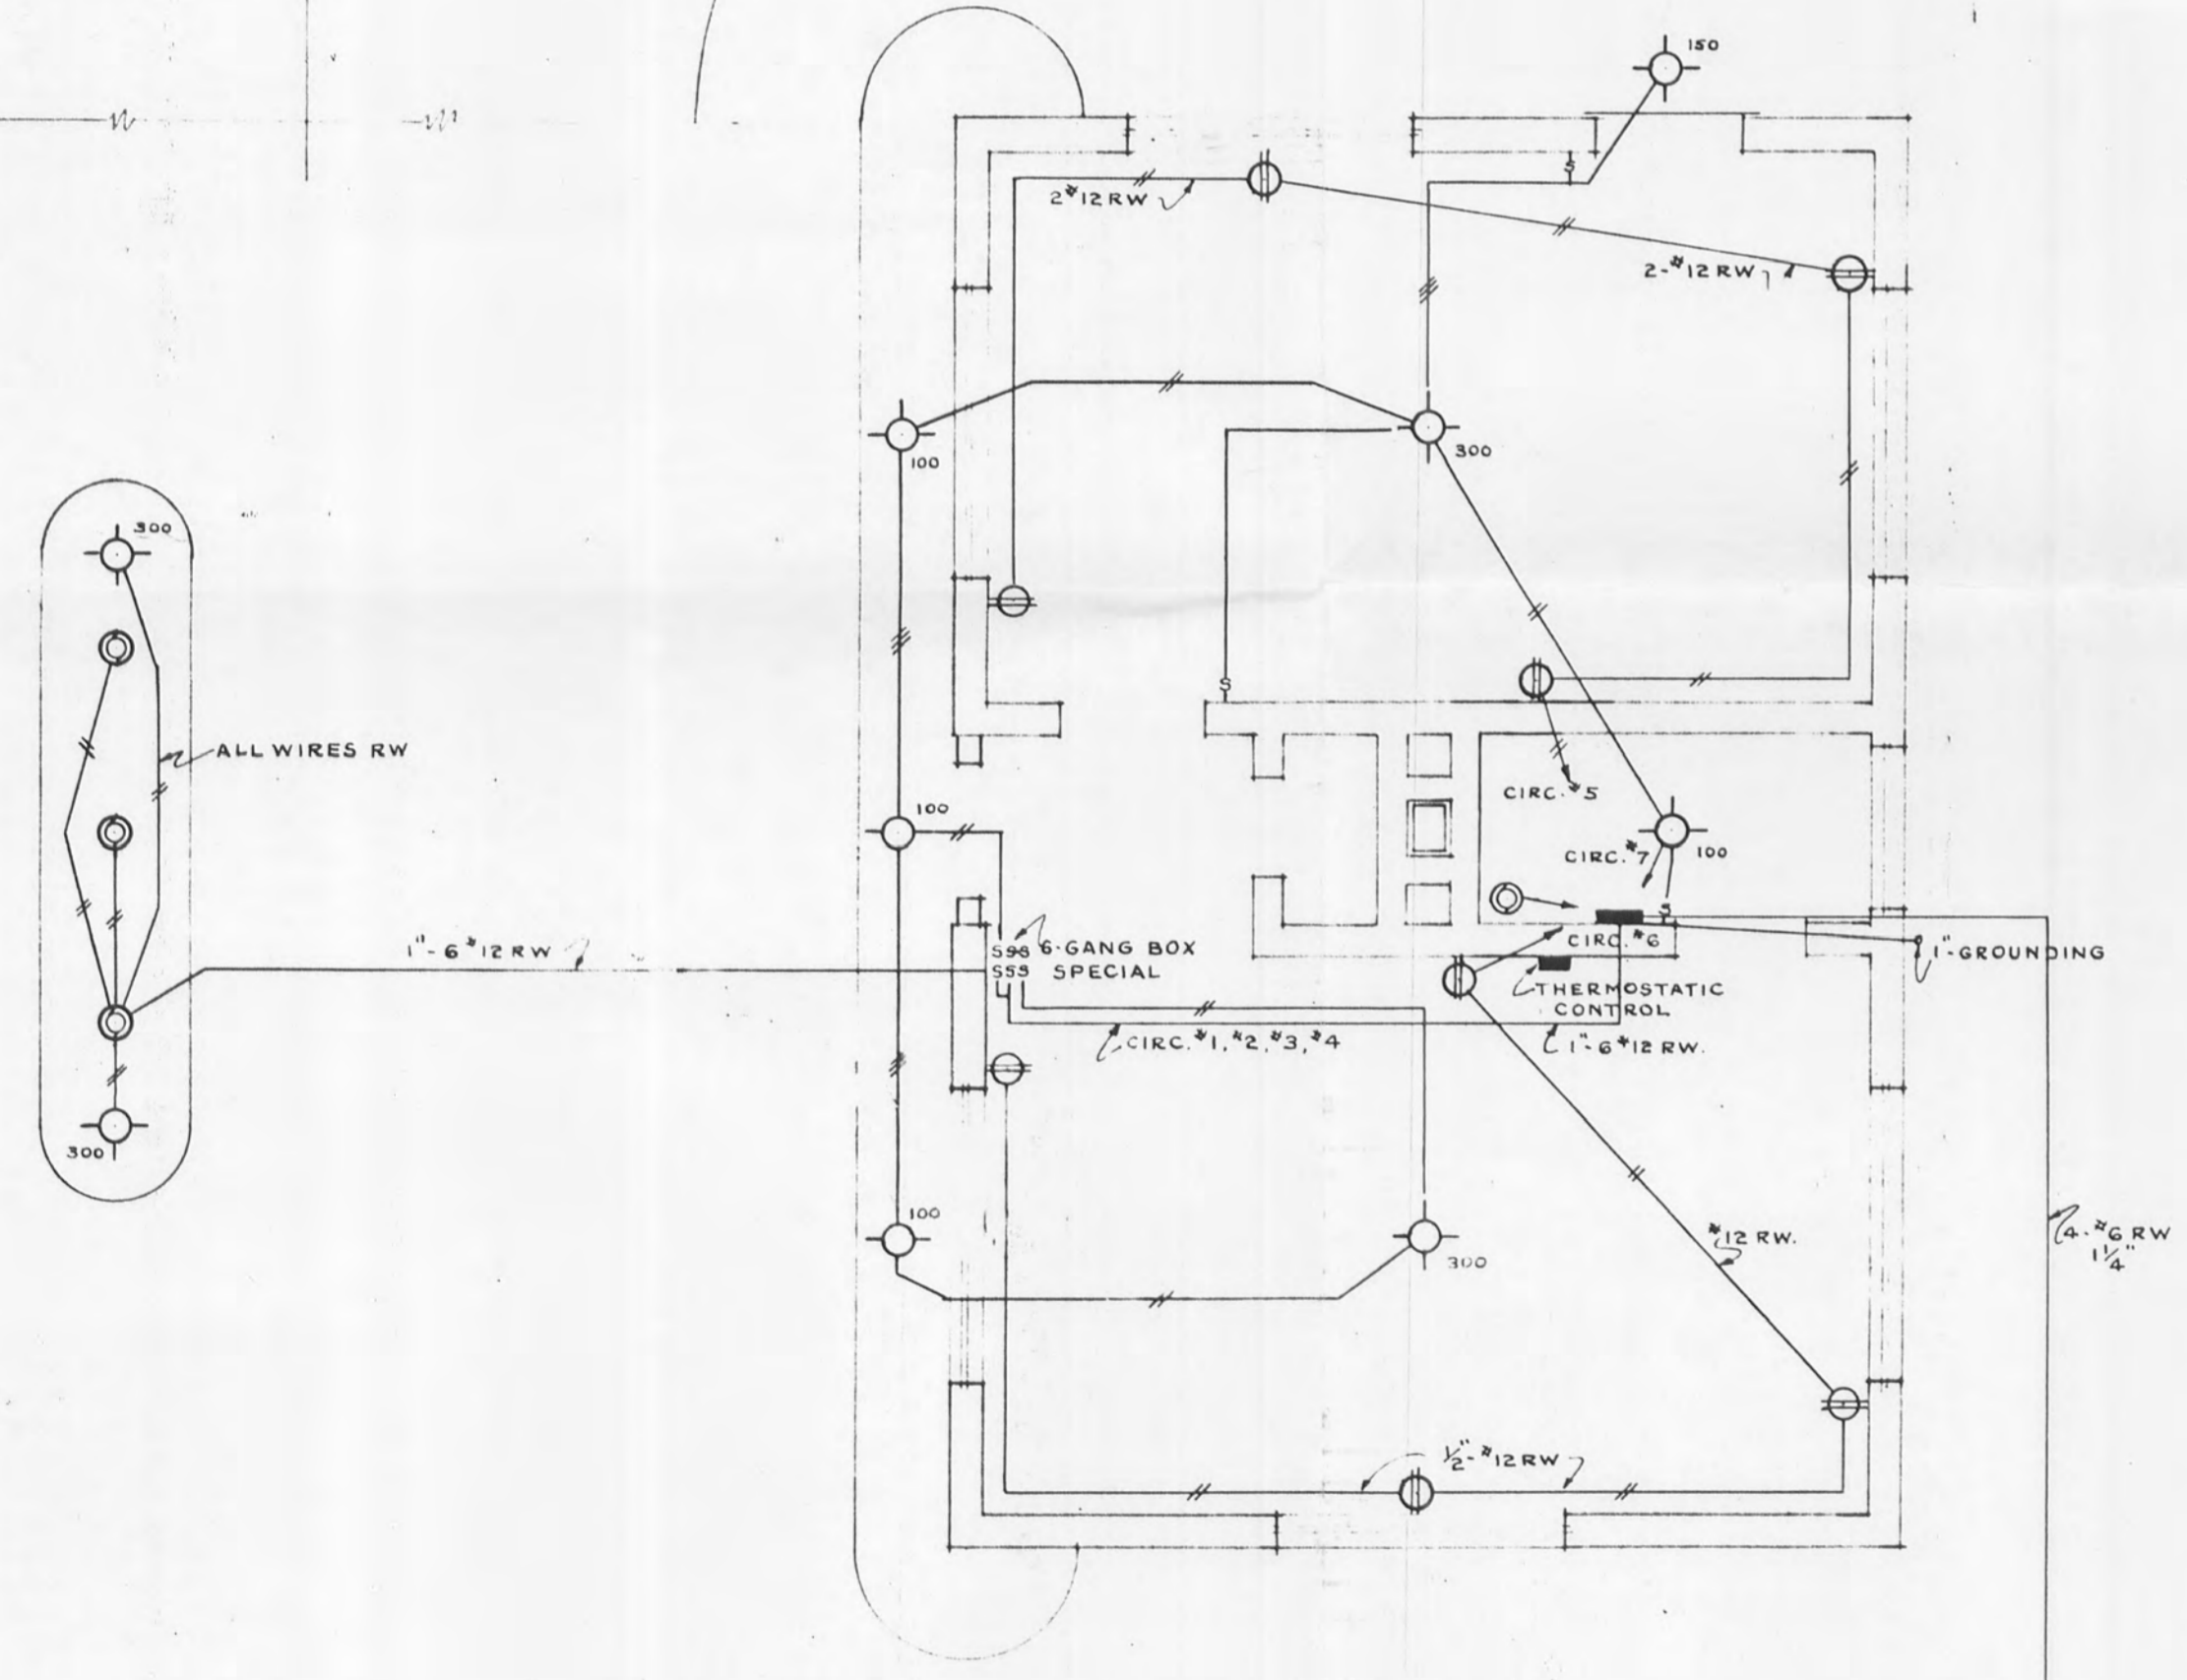 150
2 #12 RW
S
2-#12 RW
100
300
300
S
ALL WIRES RW
CIRC. #5
100
CIRC. #7
100
S
1"-6 #12 RW
SSS 6-GANG BOX
SSS SPECIAL
CIRC. #6
1"-GROUNDING
THERMOSTATIC
CONTROL
CIRC. #1, #2, #3, #4
1"-6 #12 RW.
300
100
300
#12 RW.
4-#6 RW
1 1/4"
1/2"-#12 RW